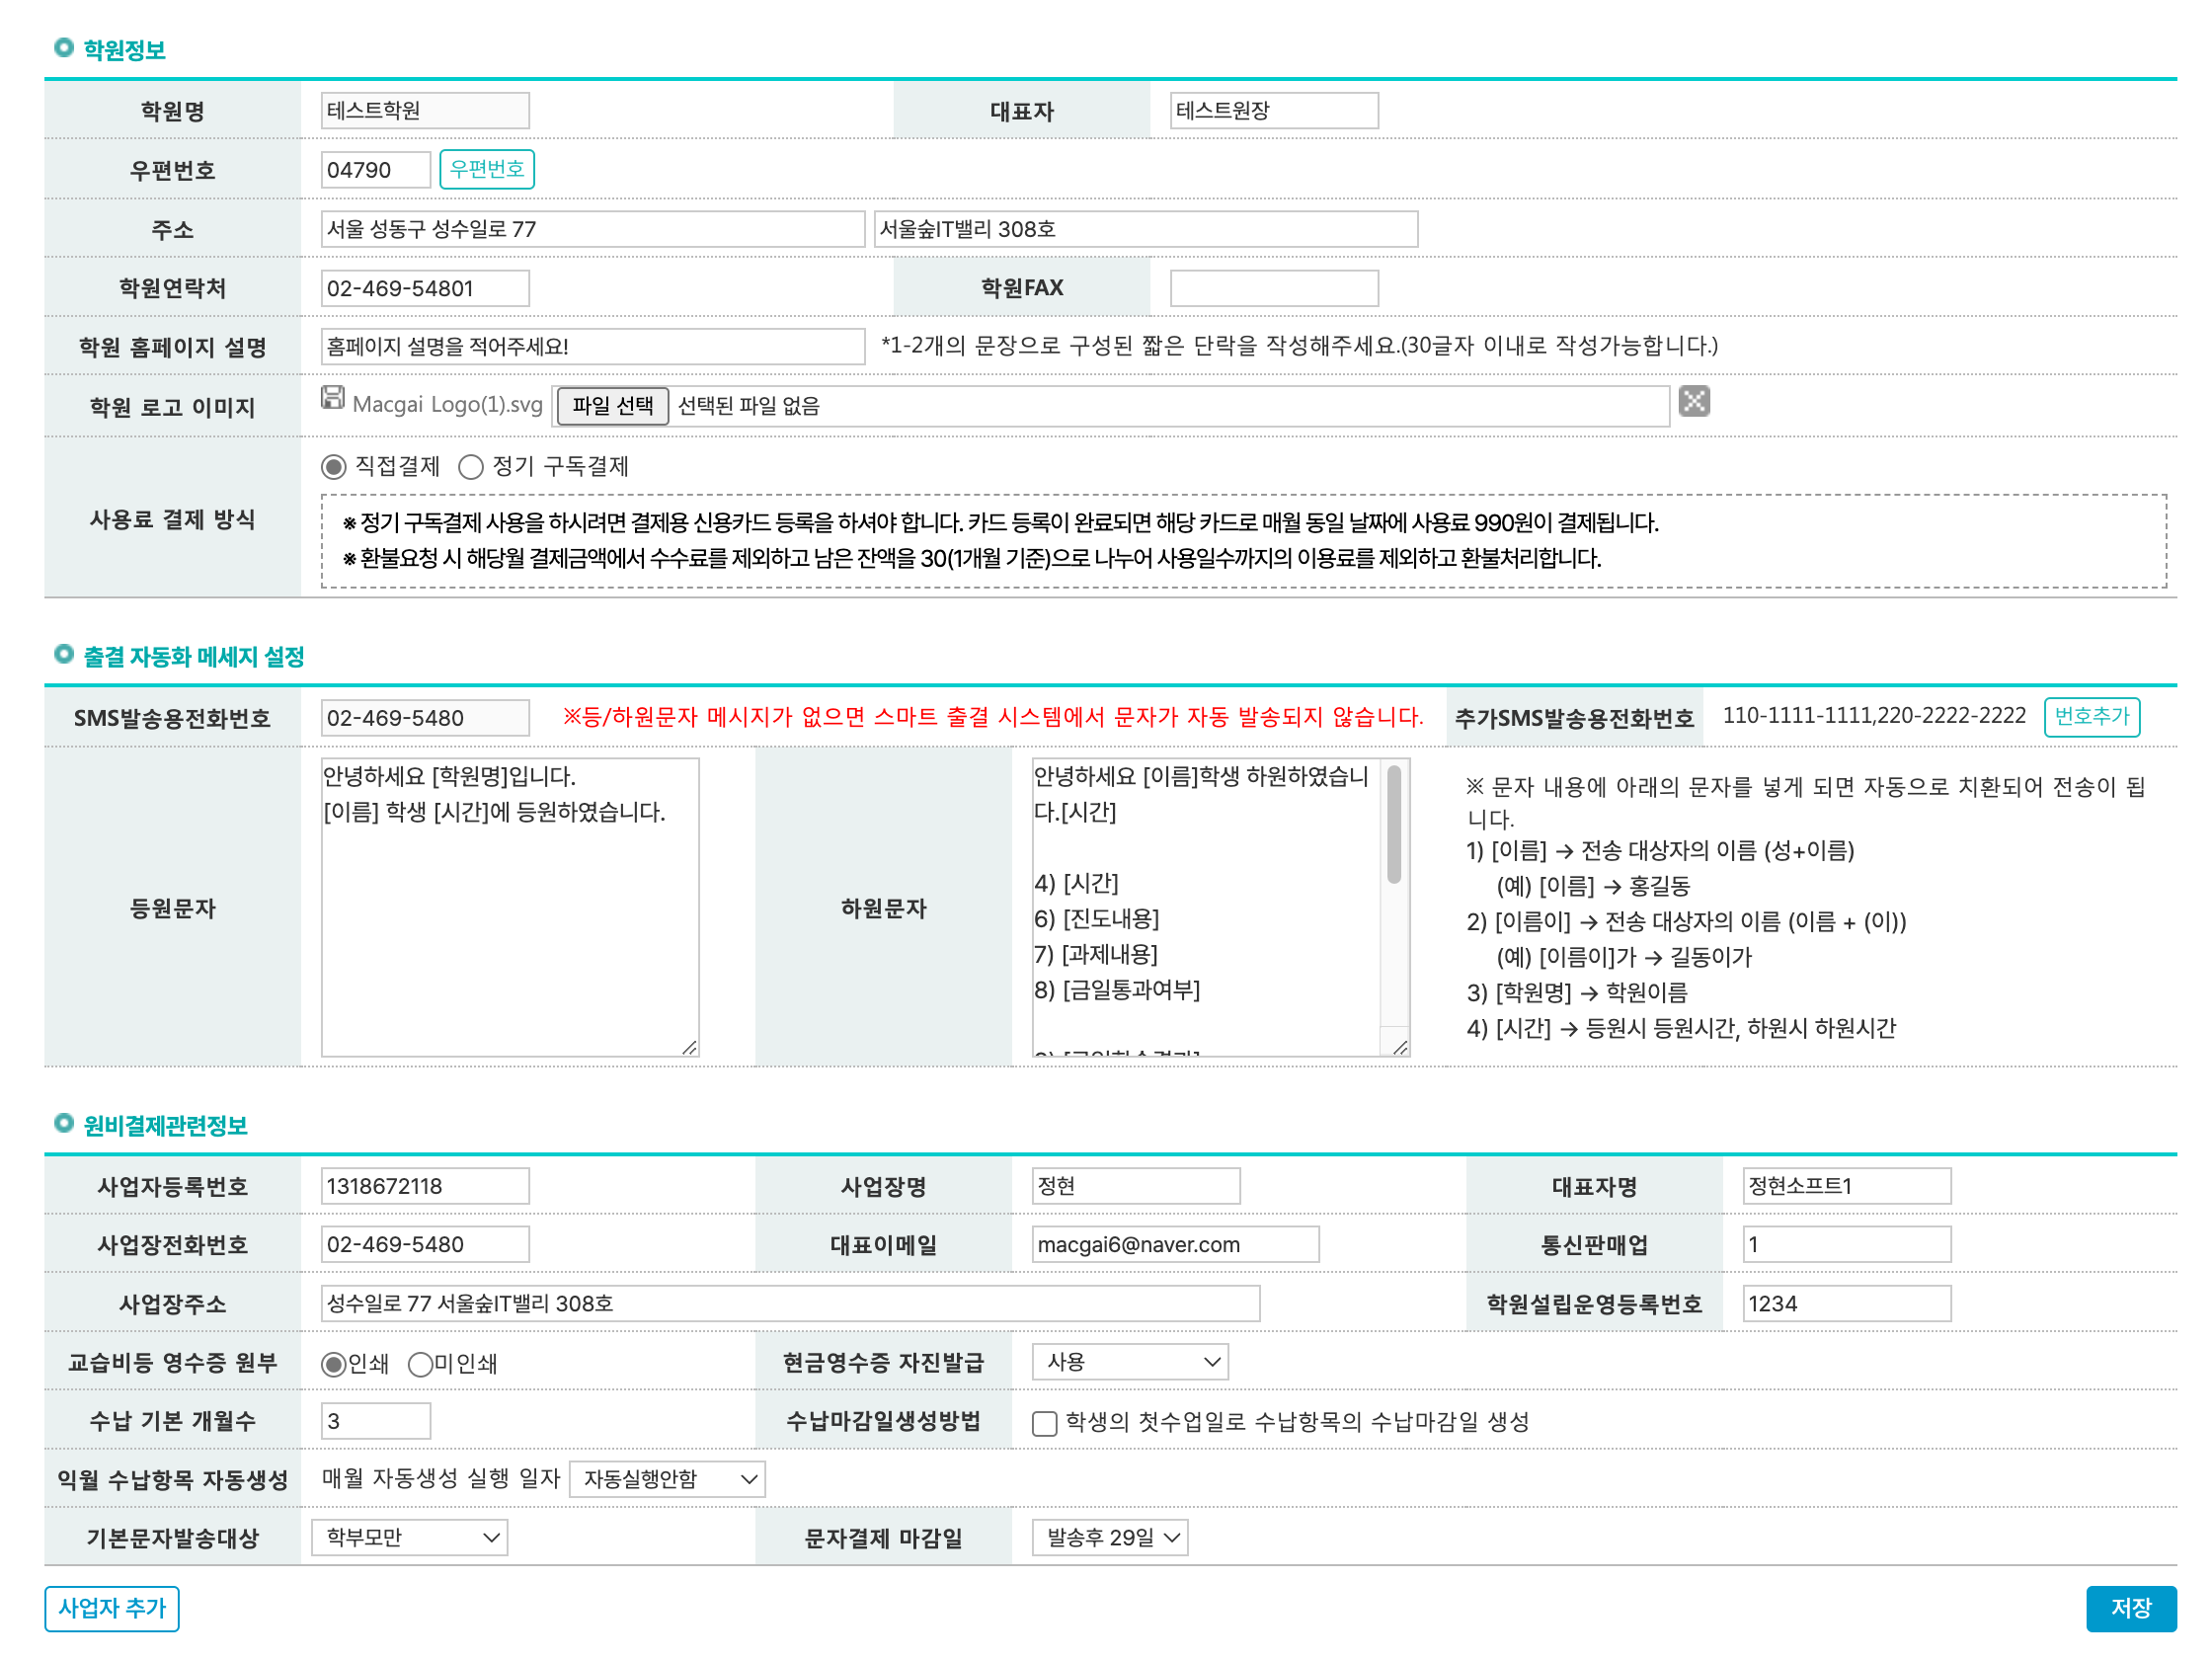 학원정보
학원명 테스트학원 대표자 테스트원장
우편번호 04790 우편번호
주소 서울 성동구 성수일로 77 서울숲IT밸리 308호
학원연락처 02-469-54801 학원FAX
학원 홈페이지 설명 홈페이지 설명을 적어주세요! *1-2개의 문장으로 구성된 짧은 단락을 작성해주세요.(30글자 이내로 작성가능합니다.)
학원 로고 이미지 Macgai Logo(1).svg 파일 선택 선택된 파일 없음
사용료 결제 방식 직접결제 정기 구독결제
※ 정기 구독결제 사용을 하시려면 결제용 신용카드 등록을 하셔야 합니다. 카드 등록이 완료되면 해당 카드로 매월 동일 날짜에 사용료 990원이 결제됩니다.
※ 환불요청 시 해당월 결제금액에서 수수료를 제외하고 남은 잔액을 30(1개월 기준)으로 나누어 사용일수까지의 이용료를 제외하고 환불처리합니다.
출결 자동화 메세지 설정
SMS발송용전화번호 02-469-5480 ※등/하원문자 메시지가 없으면 스마트 출결 시스템에서 문자가 자동 발송되지 않습니다. 추가SMS발송용전화번호 110-1111-1111,220-2222-2222 번호추가
등원문자
안녕하세요 [학원명]입니다.
[이름] 학생 [시간]에 등원하였습니다.
하원문자
안녕하세요 [이름]학생 하원하였습니
다.[시간]
4) [시간]
6) [진도내용]
7) [과제내용]
8) [금일통과여부]
※ 문자 내용에 아래의 문자를 넣게 되면 자동으로 치환되어 전송이 됩
니다.
1) [이름] → 전송 대상자의 이름 (성+이름)
(예) [이름] → 홍길동
2) [이름이] → 전송 대상자의 이름 (이름 + (이))
(예) [이름이]가 → 길동이가
3) [학원명] → 학원이름
4) [시간] → 등원시 등원시간, 하원시 하원시간
원비결제관련정보
사업자등록번호 1318672118 사업장명 정현 대표자명 정현소프트1
사업장전화번호 02-469-5480 대표이메일 macgai6@naver.com 통신판매업 1
사업장주소 성수일로 77 서울숲IT밸리 308호 학원설립운영등록번호 1234
교습비등 영수증 원부 인쇄 미인쇄 현금영수증 자진발급 사용
수납 기본 개월수 3 수납마감일생성방법 학생의 첫수업일로 수납항목의 수납마감일 생성
익월 수납항목 자동생성 매월 자동생성 실행 일자 자동실행안함
기본문자발송대상 학부모만 문자결제 마감일 발송후 29일
사업자 추가 저장